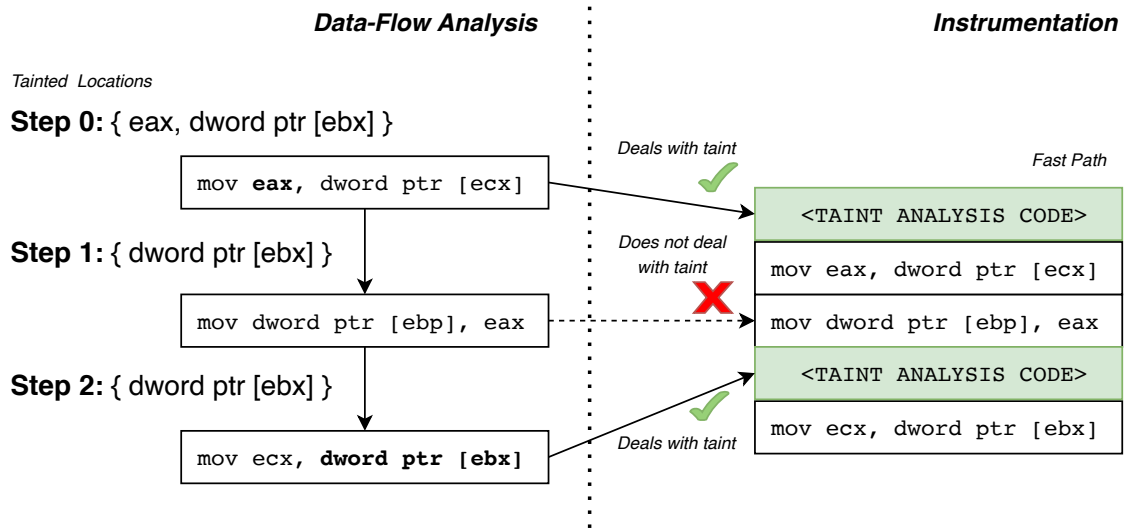 Data-Flow Analysis
Instrumentation
Tainted Locations
Step 0: { eax, dword ptr [ebx] }
Deals with taint
Fast Path
mov eax, dword ptr [ecx]
<TAINT ANALYSIS CODE>
Step 1: { dword ptr [ebx] }
Does not deal
with taint
mov eax, dword ptr [ecx]
mov dword ptr [ebp], eax
mov dword ptr [ebp], eax
Step 2: { dword ptr [ebx] }
<TAINT ANALYSIS CODE>
Deals with taint
mov ecx, dword ptr [ebx]
mov ecx, dword ptr [ebx]